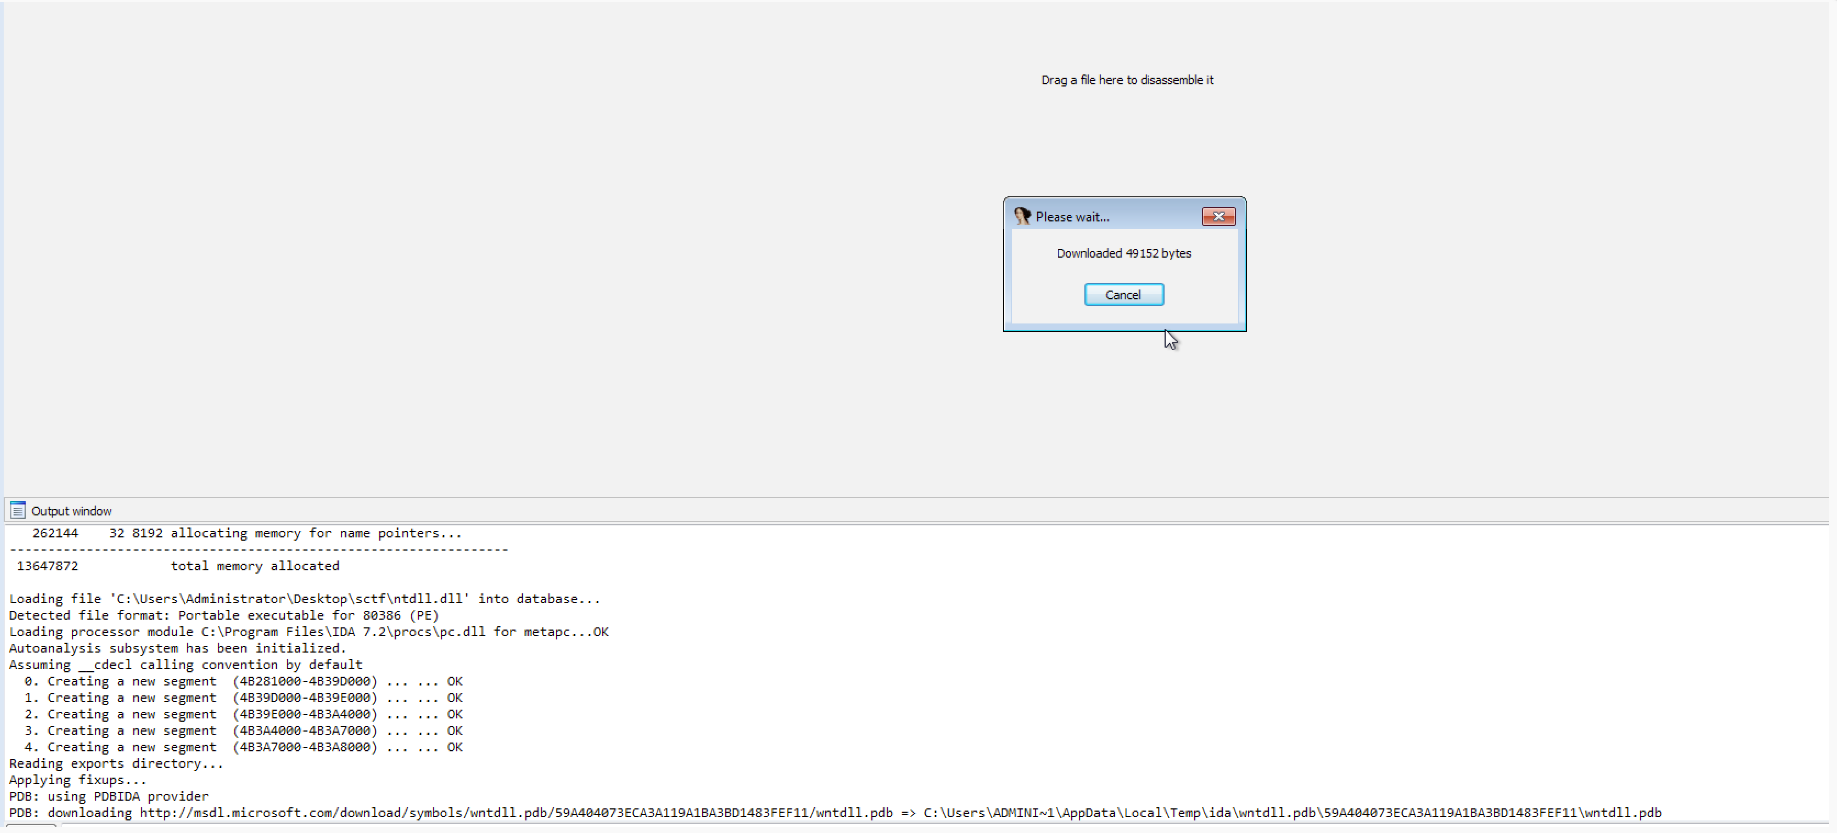 Drag a file here to disassemble it
Please wait...
Downloaded 49152 bytes
Cancel
Output window
262144    32 8192 allocating memory for name pointers...
-----------------------------------------------------------------
13647872            total memory allocated
Loading file 'C:\Users\Administrator\Desktop\sctf\ntdll.dll' into database...
Detected file format: Portable executable for 80386 (PE)
Loading processor module C:\Program Files\IDA 7.2\procs\pc.dll for metapc...OK
Autoanalysis subsystem has been initialized.
Assuming __cdecl calling convention by default
0. Creating a new segment  (4B281000-4B39D000) ... ... OK
1. Creating a new segment  (4B39D000-4B39E000) ... ... OK
2. Creating a new segment  (4B39E000-4B3A4000) ... ... OK
3. Creating a new segment  (4B3A4000-4B3A7000) ... ... OK
4. Creating a new segment  (4B3A7000-4B3A8000) ... ... OK
Reading exports directory...
Applying fixups...
PDB: using PDBIDA provider
PDB: downloading http://msdl.microsoft.com/download/symbols/wntdll.pdb/59A404073ECA3A119A1BA3BD1483FEF11/wntdll.pdb => C:\Users\ADMINI~1\AppData\Local\Temp\ida\wntdll.pdb\59A404073ECA3A119A1BA3BD1483FEF11\wntdll.pdb